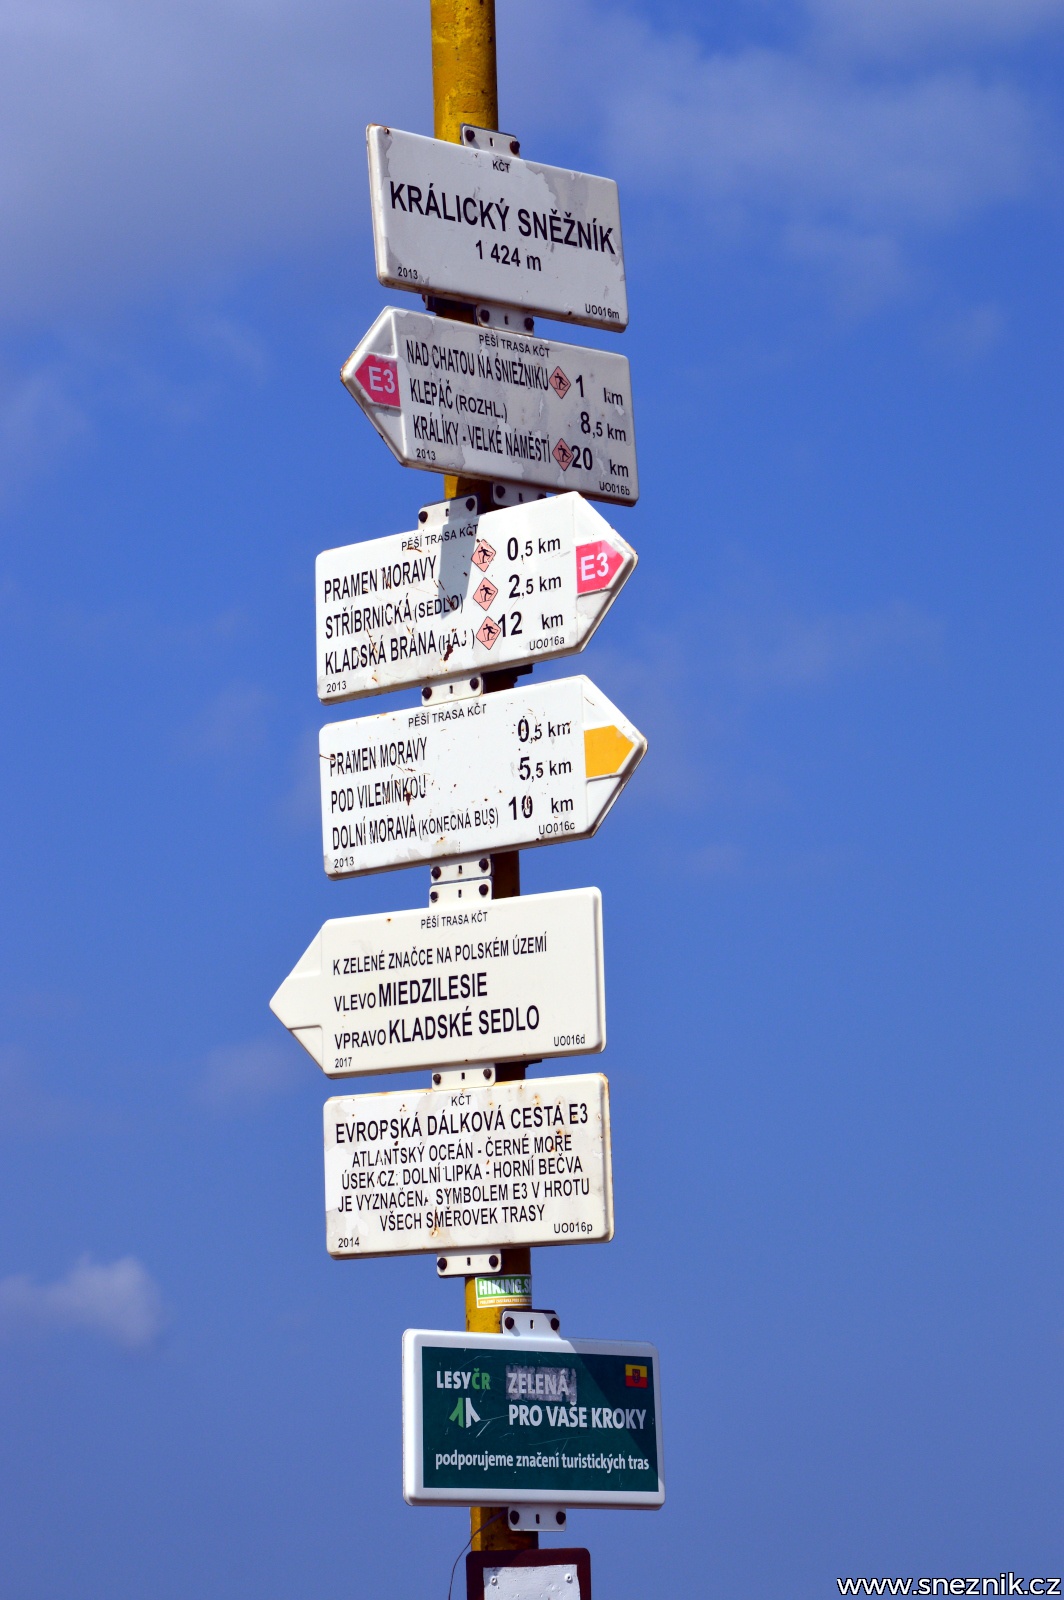 KČT
KRÁLICKÝ SNĚŽNÍK
1 424 m
2013 UO016m
PĚŠÍ TRASA KČT
E3
NAD CHATOU NA ŚNIEŻNIKU 1 km
KLEPÁČ (ROZHL.) 8,5 km
KRÁLÍKY - VELKÉ NÁMĚSTÍ 20 km
2013 UO016b
PĚŠÍ TRASA KČT
PRAMEN MORAVY 0,5 km
E3
STŘÍBRNICKÁ (SEDLO) 2,5 km
KLADSKÁ BRÁNA (HÁJ.) 12 km
2013 UO016a
PĚŠÍ TRASA KČT
PRAMEN MORAVY 0,5 km
POD VILEMÍNKOU 5,5 km
DOLNÍ MORAVA (KONEČNÁ BUS) 10 km
2013 UO016c
PĚŠÍ TRASA KČT
K ZELENÉ ZNAČCE NA POLSKÉM ÚZEMÍ
VLEVO MIEDZILESIE
VPRAVO KLADSKÉ SEDLO
2017 UO016d
KČT
EVROPSKÁ DÁLKOVÁ CESTA E3
ATLANTSKÝ OCEÁN - ČERNÉ MOŘE
ÚSEK CZ: DOLNÍ LIPKA - HORNÍ BEČVA
JE VYZNAČENA SYMBOLEM E3 V HROTU
VŠECH SMĚROVEK TRASY
2014 UO016p
HIKING.S
LESYČR ZELENÁ
PRO VAŠE KROKY
podporujeme značení turistických tras
www.sneznik.cz